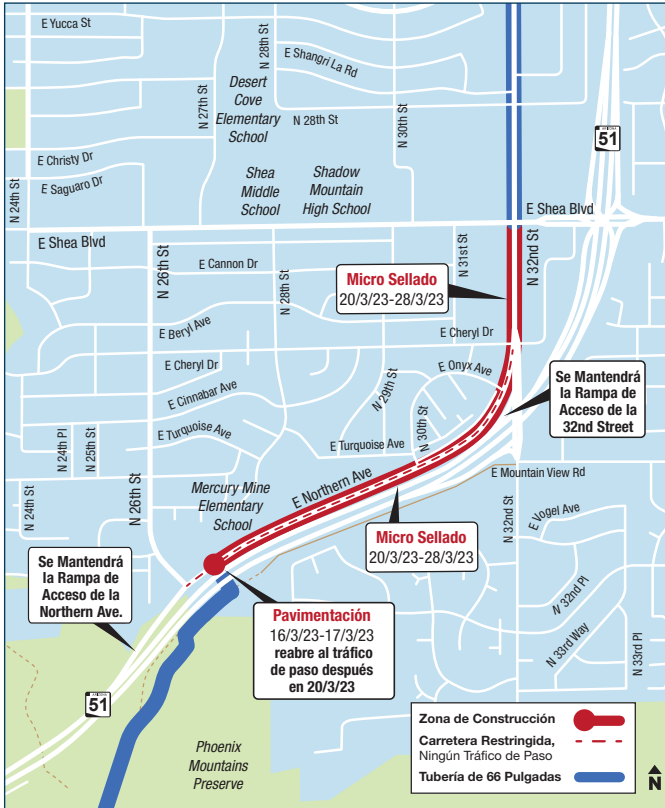 E Yucca St
N 28th St
E Shangri La Rd
Desert
Cove
Elementary
School
N 27th St
N 28th St
N 30th St
ARIZONA
51
E Christy Dr
E Saguaro Dr
N 24th St
Shea
Middle
School
Shadow
Mountain
High School
E Shea Blvd
E Shea Blvd
N 26th St
E Cannon Dr
N 28th St
N 31st St
N 32nd St
Micro Sellado
20/3/23-28/3/23
E Beryl Ave
E Cheryl Dr
E Cheryl Dr
E Onyx Ave
N 29th St
E Cinnabar Ave
Se Mantendrá
la Rampa de
Acceso de la
32nd Street
N 24th Pl
N 25th St
E Turquoise Ave
E Turquoise Ave
N 30th St
E Northern Ave
E Mountain View Rd
N 24th St
N 26th St
Mercury Mine
Elementary
School
N 32nd St
E Vogel Ave
Micro Sellado
20/3/23-28/3/23
Se Mantendrá
la Rampa de
Acceso de la
Northern Ave.
N 32nd Pl
N 33rd Way
N 33rd Pl
Pavimentación
16/3/23-17/3/23
reabre al tráfico
de paso después
en 20/3/23
ARIZONA
51
Phoenix
Mountains
Preserve
Zona de Construcción
Carretera Restringida,
Ningún Tráfico de Paso
Tubería de 66 Pulgadas
N